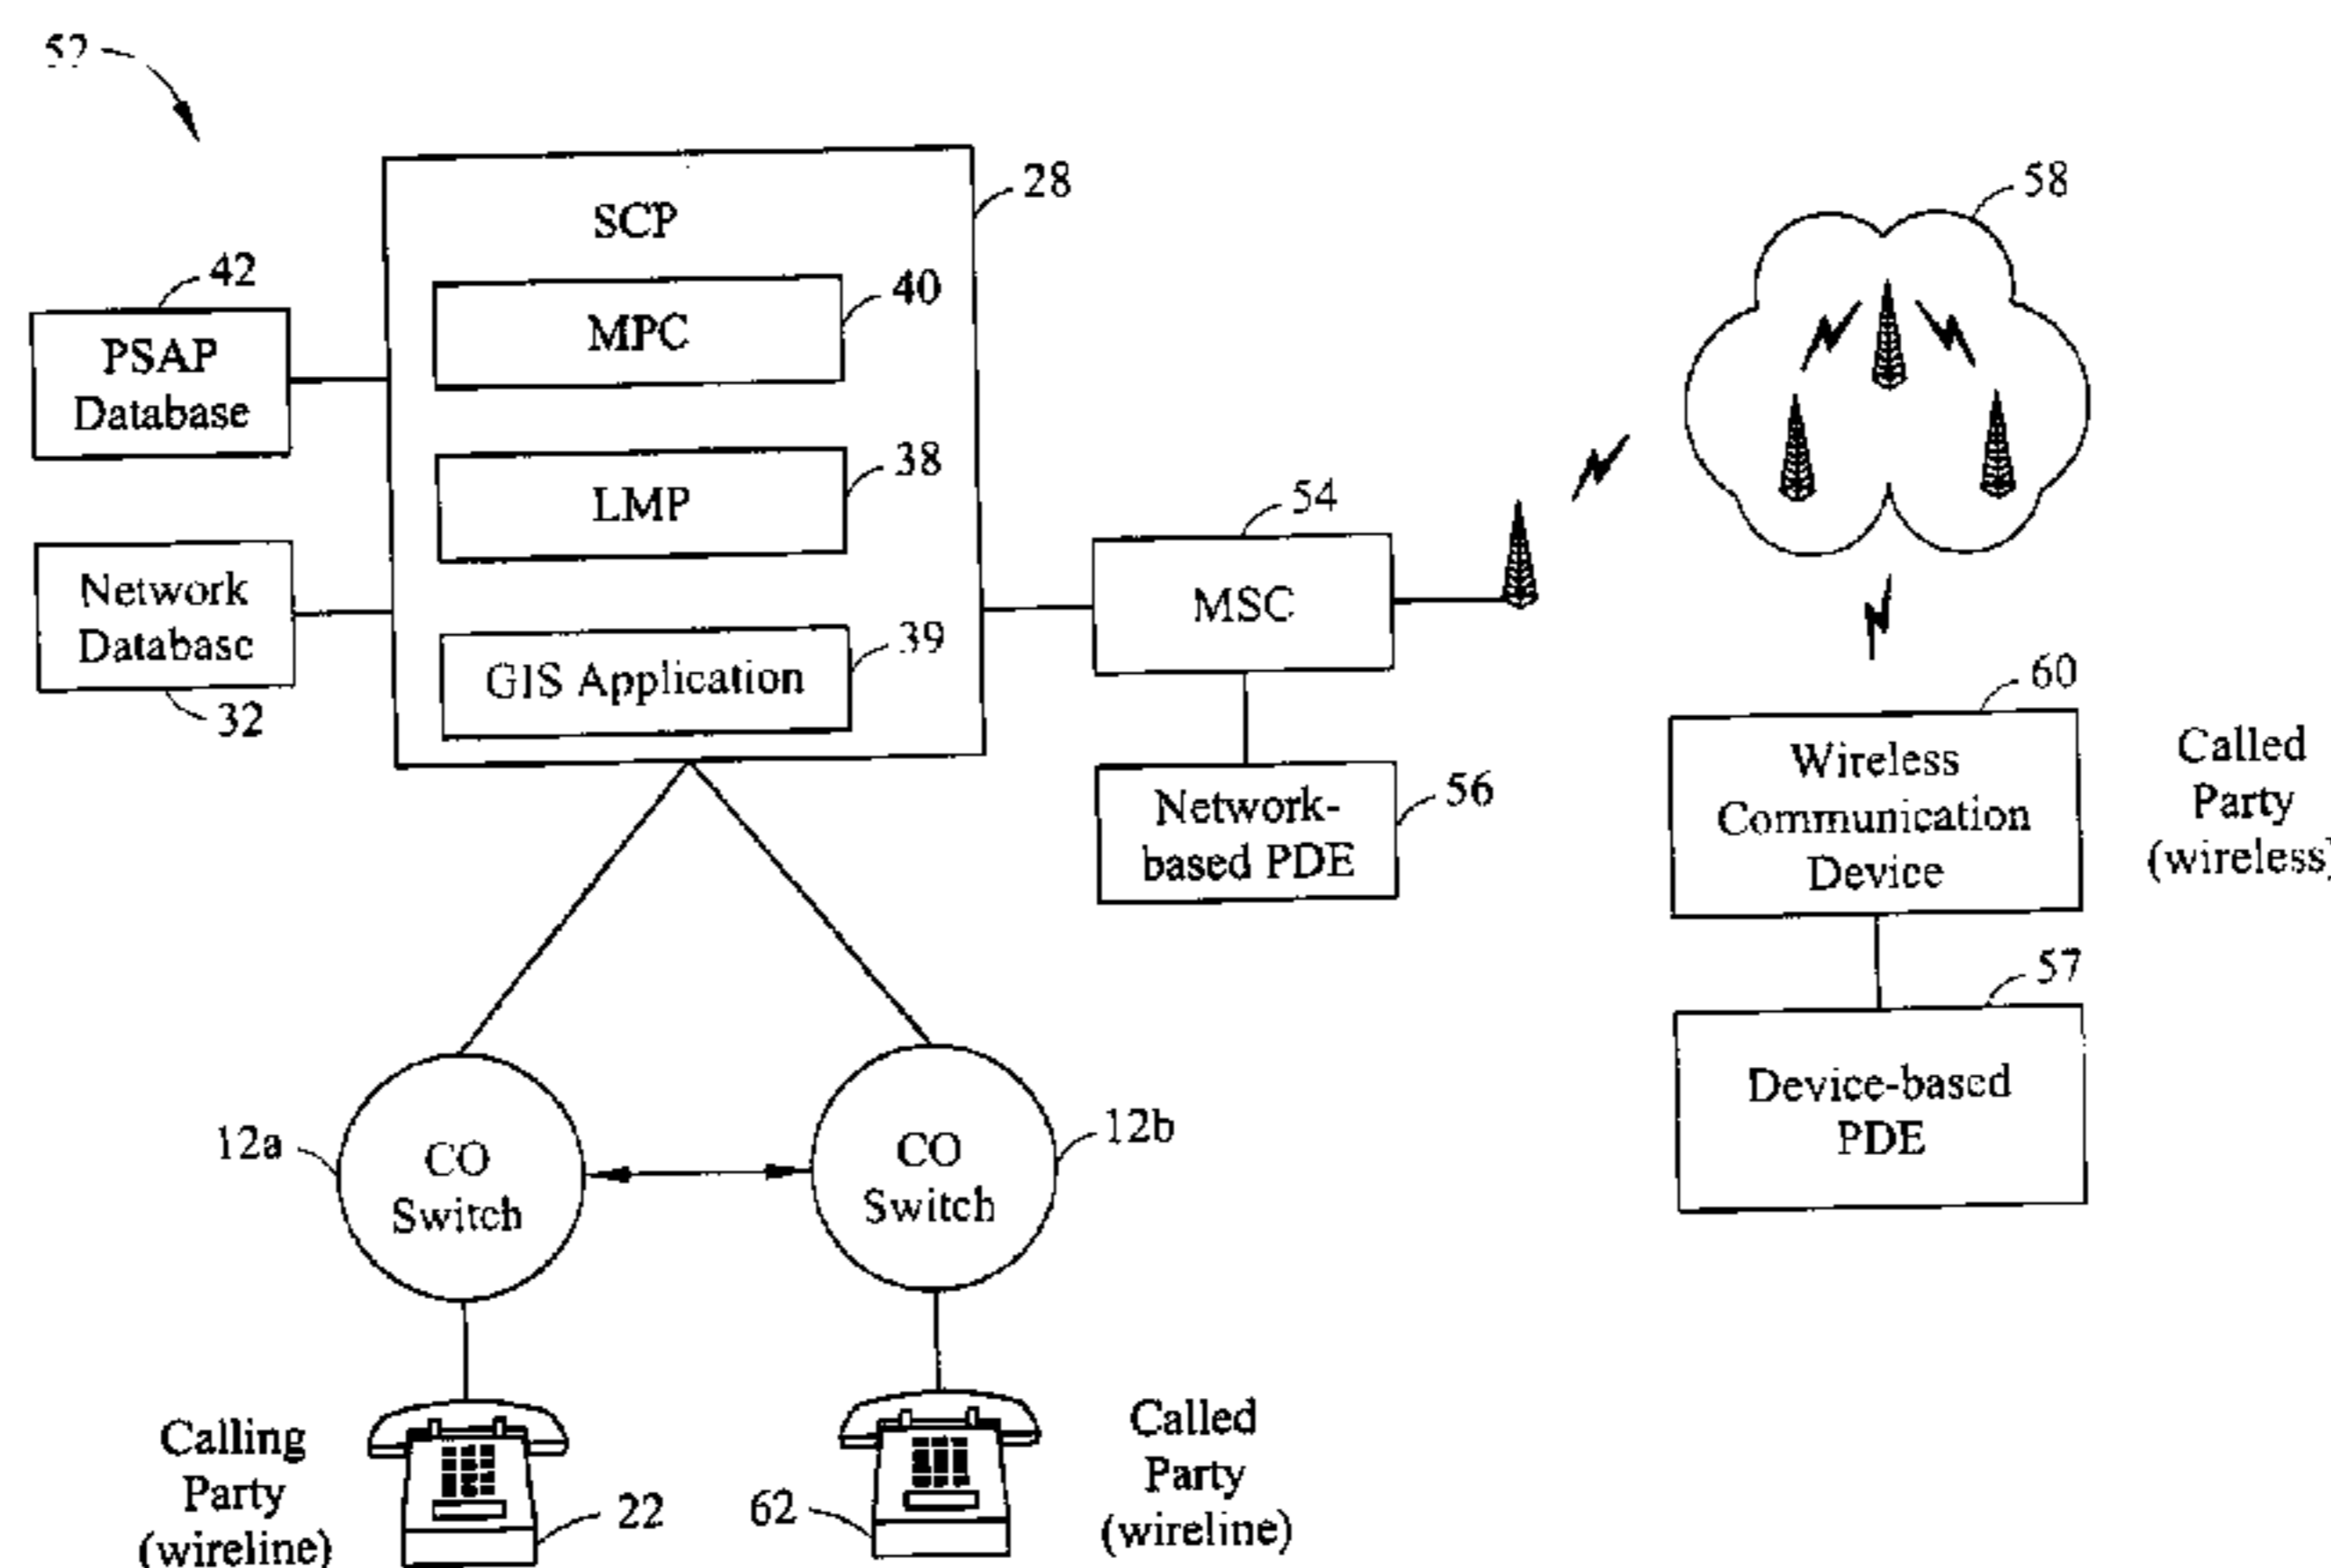 52
SCP
28
MPC
40
LMP
38
GIS Application
39
42
PSAP
Database
Network
Database
32
54
MSC
Network-
based PDE
56
58
60
Wireless
Communication
Device
Called
Party
(wireless)
57
Device-based
PDE
12a
CO
Switch
CO
Switch
12b
Calling
Party
(wireline)
22
62
Called
Party
(wireline)